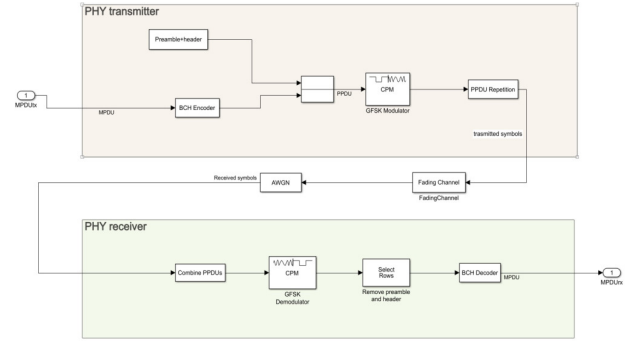 PHY transmitter
Preamble+header
1
MPDUtx
MPDU
BCH Encoder
PPDU
CPM
GFSK Modulator
PPDU Repetition
trasmitted symbols
Received symbols
AWGN
Fading Channel
FadingChannel
PHY receiver
Combine PPDUs
CPM
GFSK
Demodulator
Select
Rows
Remove preamble
and header
BCH Decoder
MPDU
1
MPDUrx